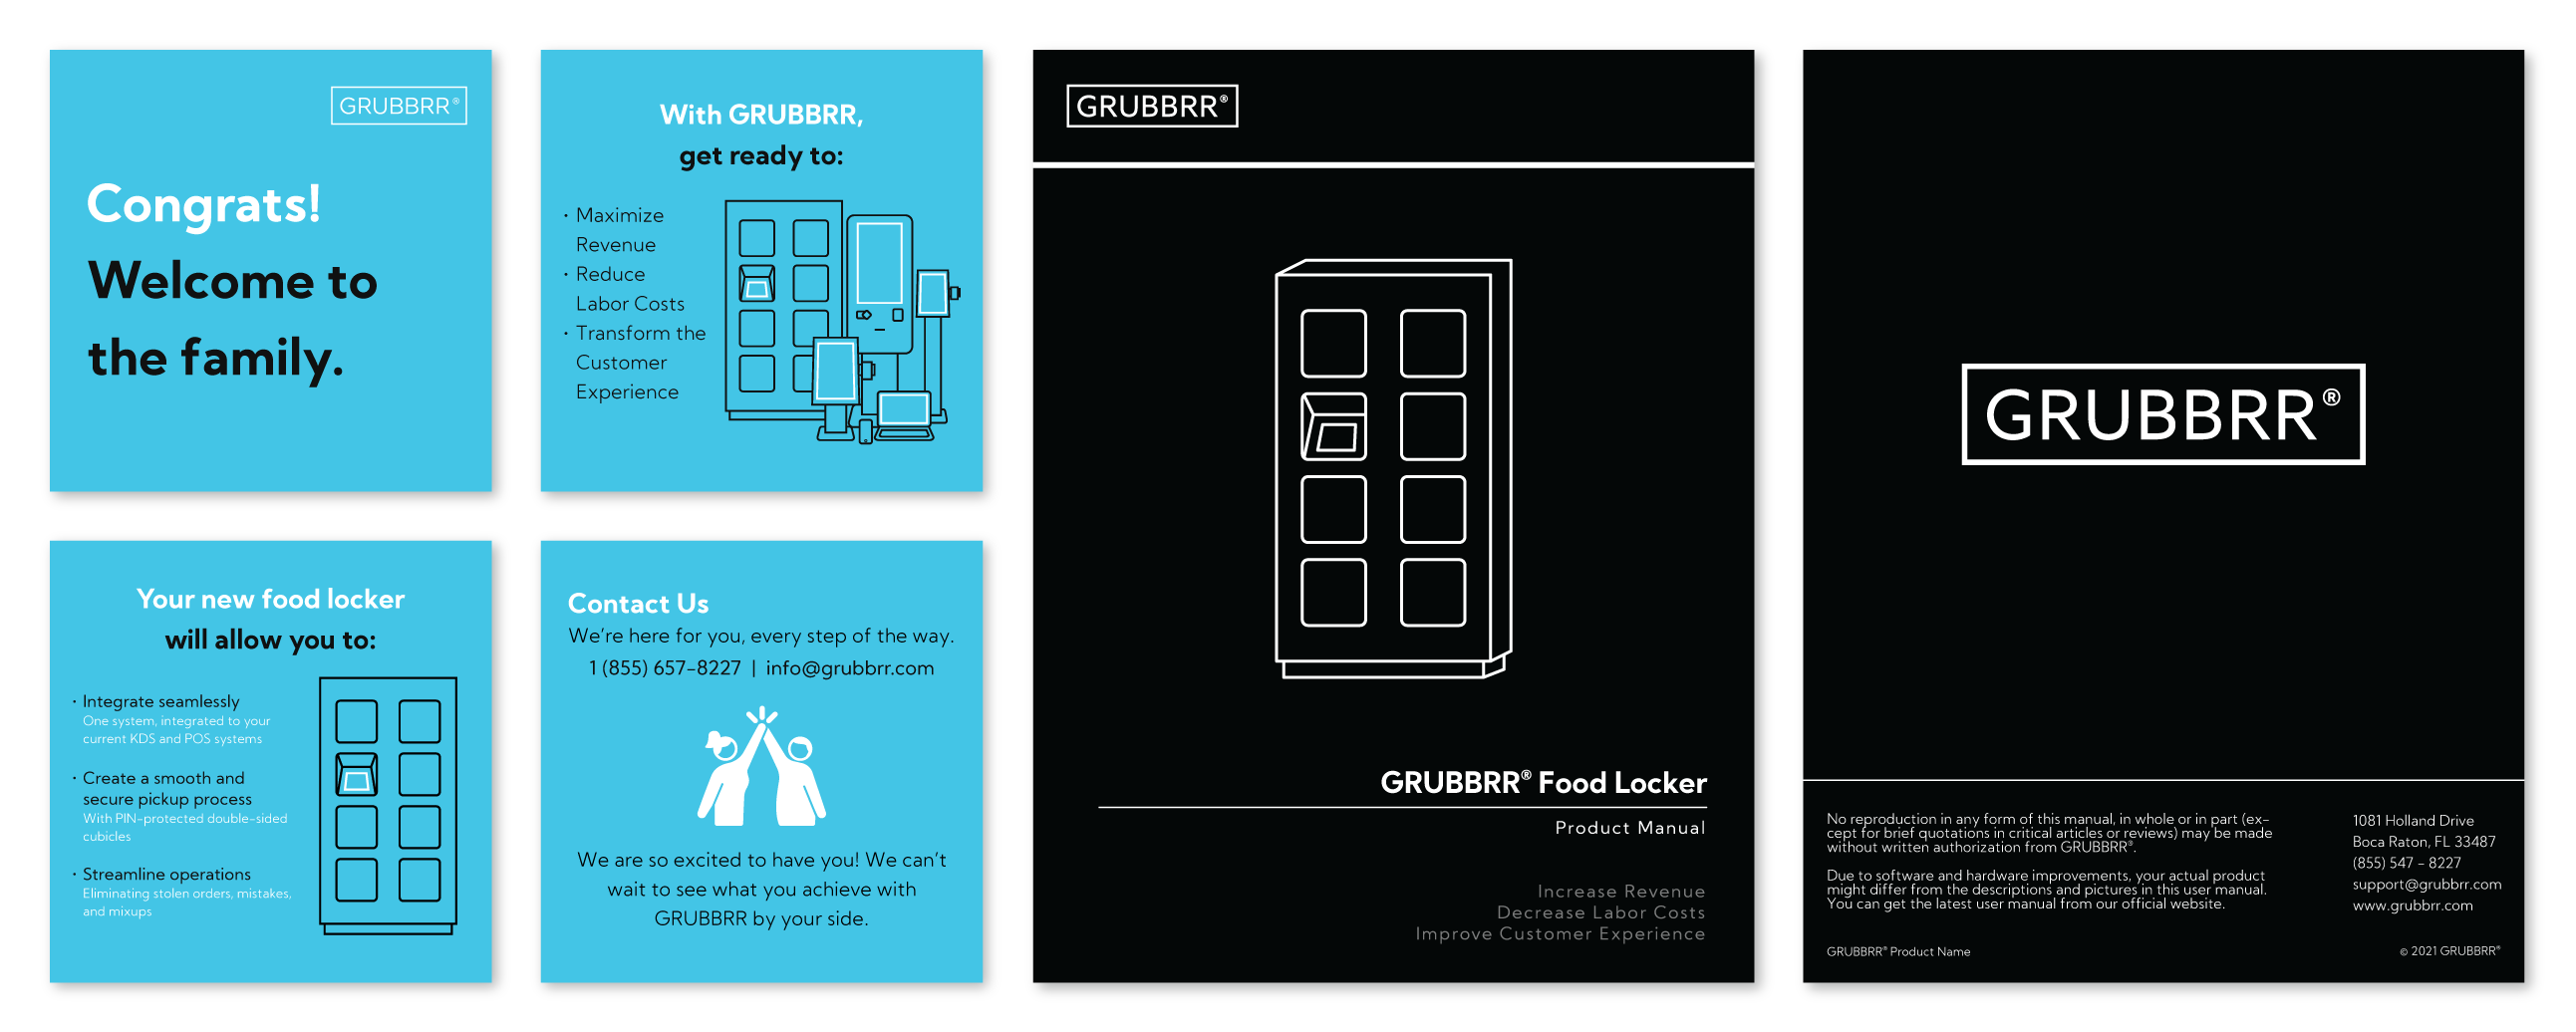 GRUBBRR®
Congrats!
Welcome to
the family.
With GRUBBRR,
get ready to:
· Maximize
Revenue
· Reduce
Labor Costs
· Transform the
Customer
Experience
Your new food locker
will allow you to:
· Integrate seamlessly
One system, integrated to your
current KDS and POS systems
· Create a smooth and
secure pickup process
With PIN-protected double-sided
cubicles
· Streamline operations
Eliminating stolen orders, mistakes,
and mixups
Contact Us
We're here for you, every step of the way.
1 (855) 657-8227 | info@grubbrr.com
We are so excited to have you! We can't
wait to see what you achieve with
GRUBBRR by your side.
GRUBBRR®
GRUBBRR® Food Locker
Product Manual
Increase Revenue
Decrease Labor Costs
Improve Customer Experience
GRUBBRR®
No reproduction in any form of this manual, in whole or in part (ex-
cept for brief quotations in critical articles or reviews) may be made
without written authorization from GRUBBRR®.
Due to software and hardware improvements, your actual product
might differ from the descriptions and pictures in this user manual.
You can get the latest user manual from our official website.
GRUBBRR® Product Name
1081 Holland Drive
Boca Raton, FL 33487
(855) 547 - 8227
support@grubbrr.com
www.grubbrr.com
© 2021 GRUBBRR®